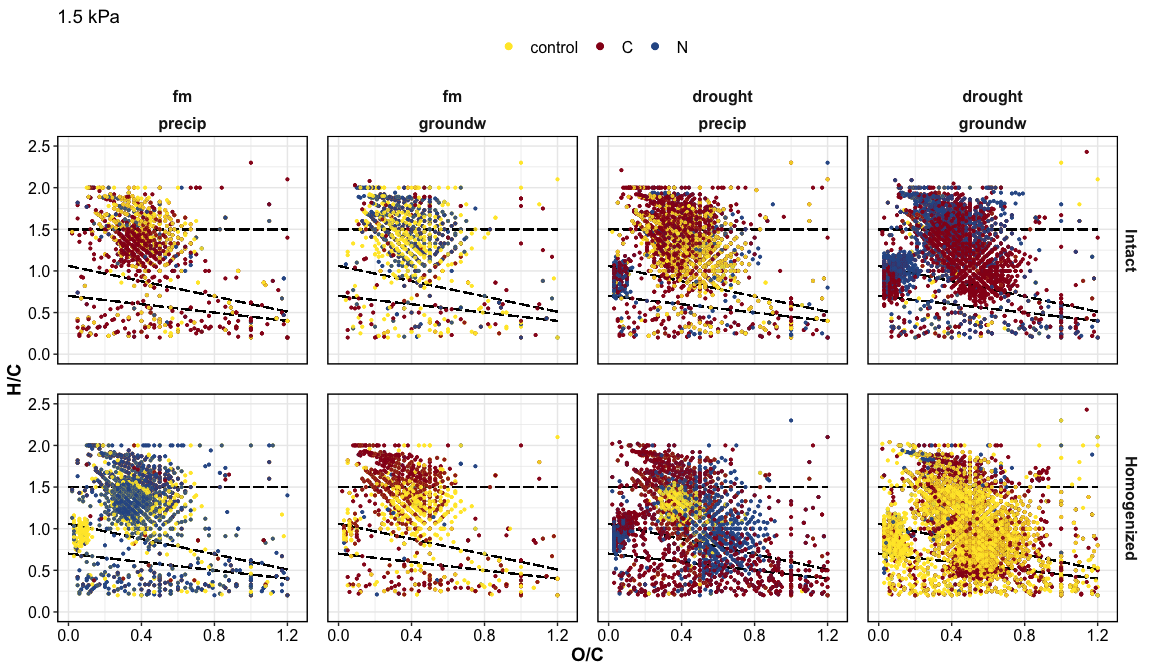 1.5 kPa
control C N
fm fm drought drought
precip groundw precip groundw
2.5
2.0
1.5
1.0
0.5
0.0
Intact
H/C
2.5
2.0
1.5
1.0
0.5
0.0
Homogenized
0.0 0.4 0.8 1.2 0.0 0.4 0.8 1.2 0.0 0.4 0.8 1.2 0.0 0.4 0.8 1.2
O/C